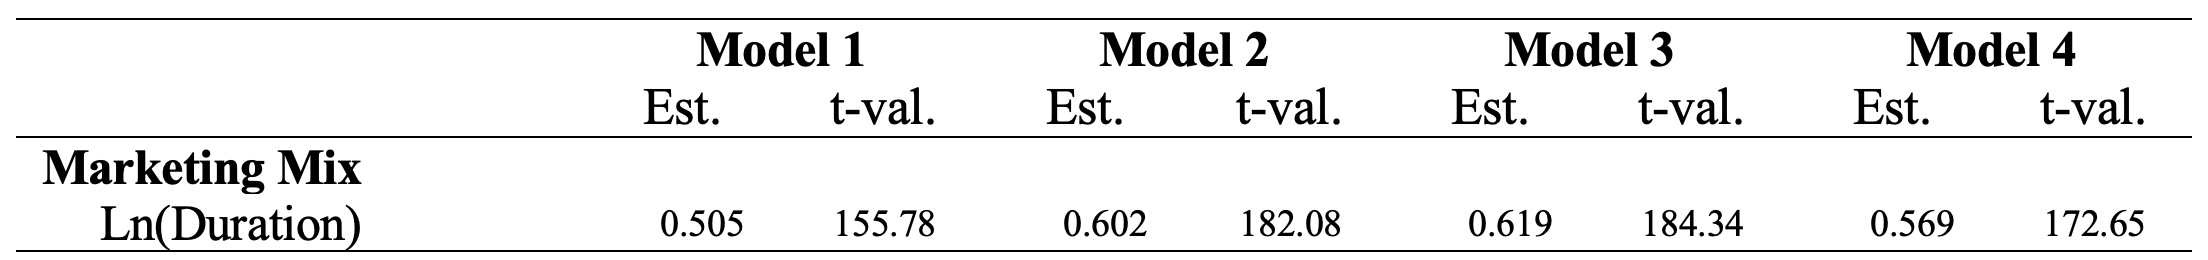 Model 1 Model 2 Model 3 Model 4
Est. t-val. Est. t-val. Est. t-val. Est. t-val.
Marketing Mix
Ln(Duration) 0.505 155.78 0.602 182.08 0.619 184.34 0.569 172.65